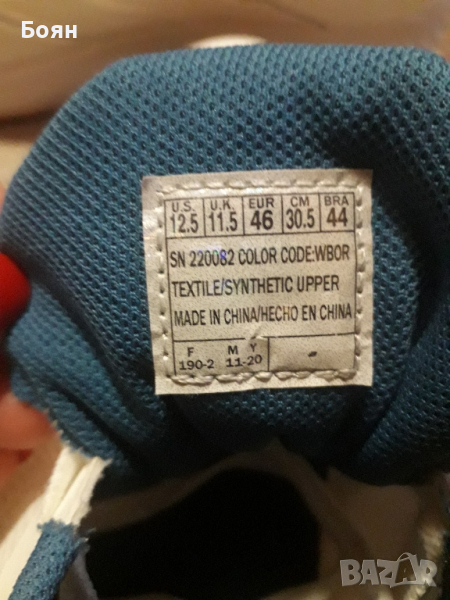 Боян
U.S. U.K. EUR CM BRA
12.5 11.5 46 30.5 44
SN 220082 COLOR CODE:WBOR
TEXTILE/SYNTHETIC UPPER
MADE IN CHINA/HECHO EN CHINA
F M Y
190-2 11-20 -
BAZAR